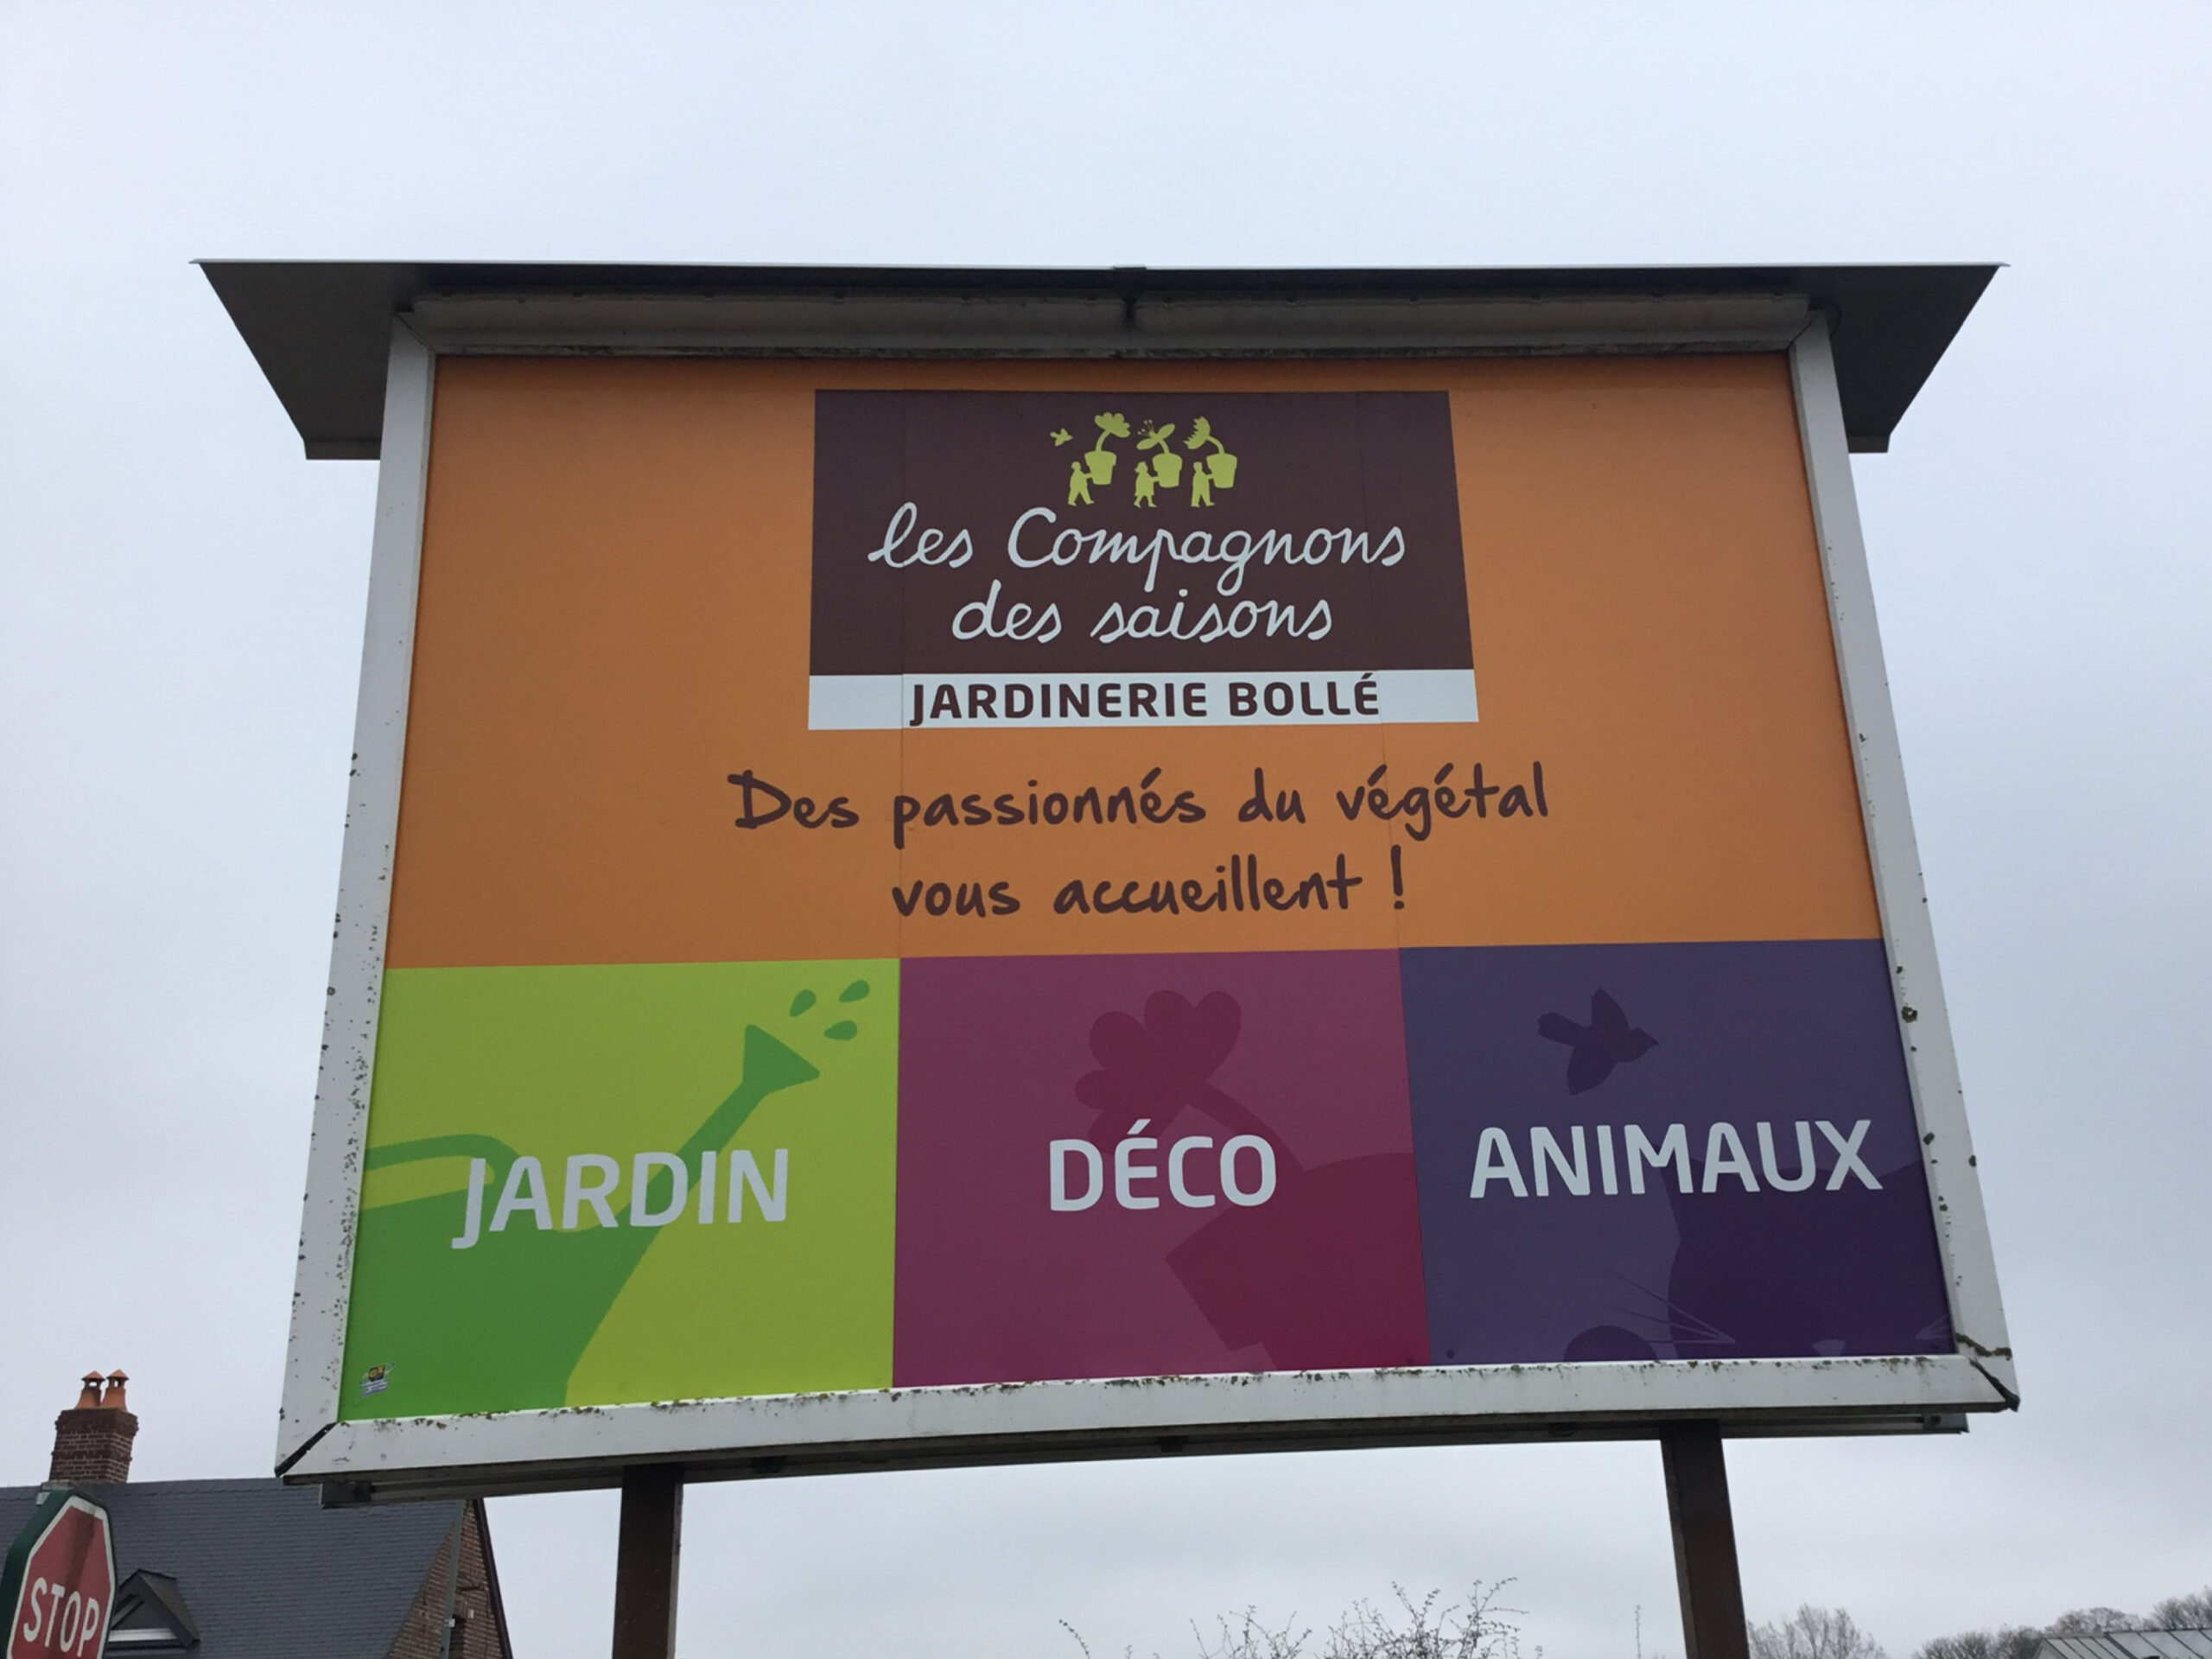 les Compagnons
des saisons
JARDINERIE BOLLÉ
Des passionnés du végétal
vous accueillent !
JARDIN
DÉCO
ANIMAUX
STOP